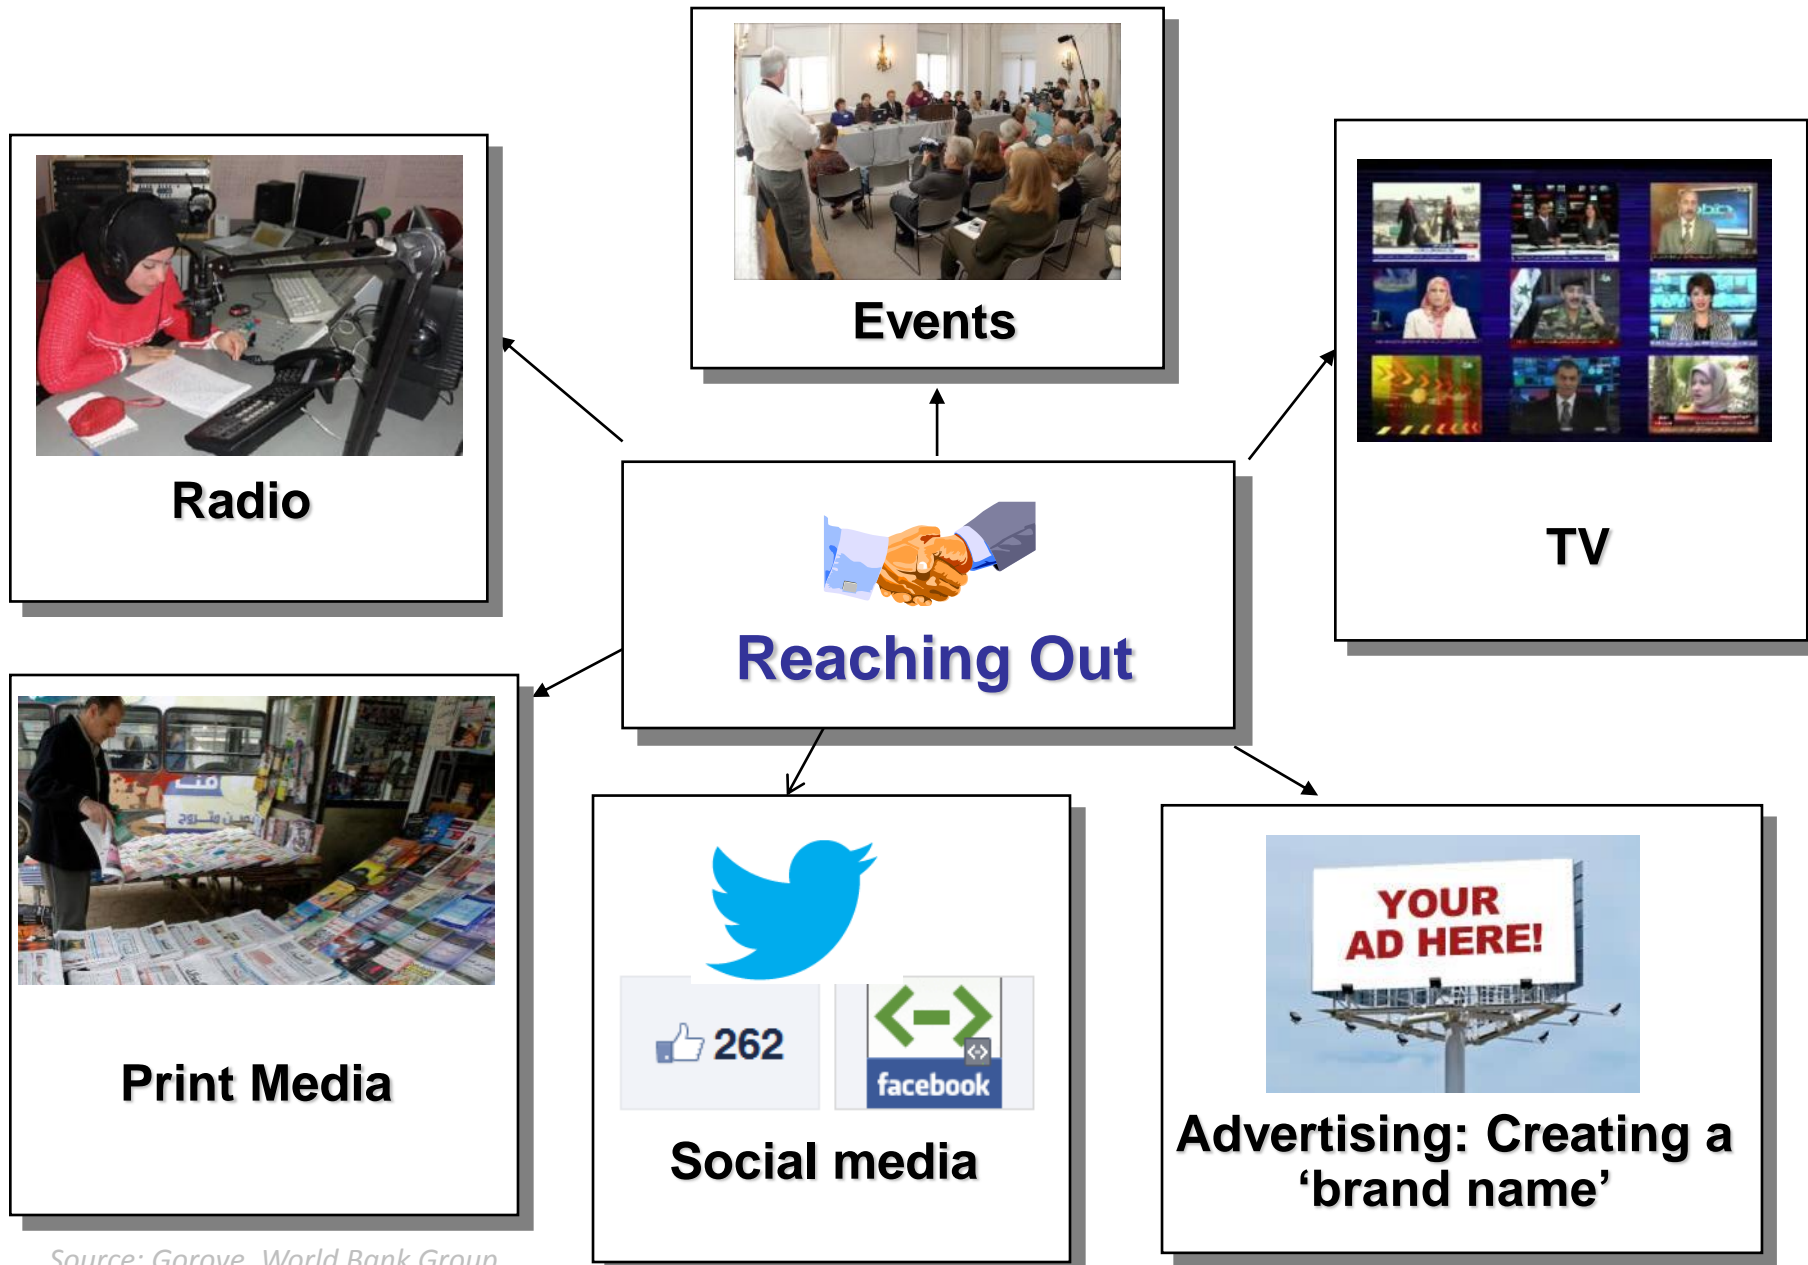 Events
Radio
TV
Reaching Out
Print Media
262
facebook
Social media
YOUR
AD HERE!
Advertising: Creating a
‘brand name’
Source: Gorove, World Bank Group